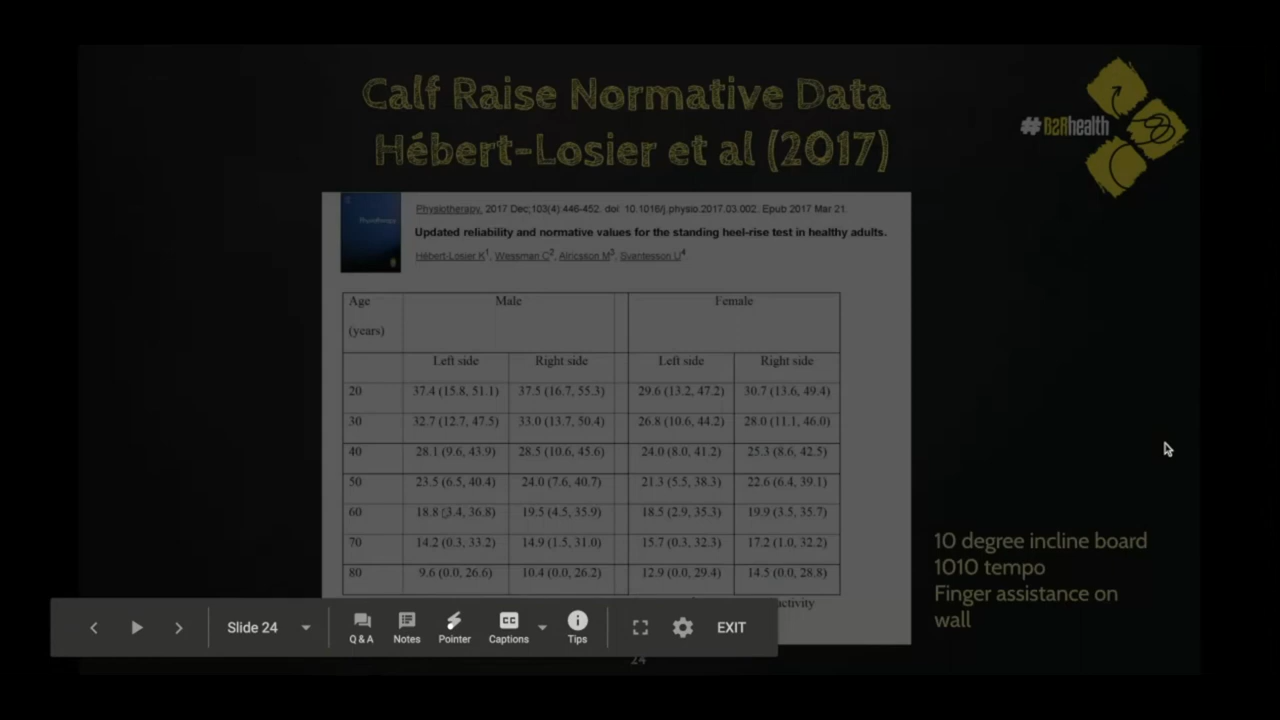 Calf Raise Normative Data
Hébert-Losier et al (2017)
# B2Rhealth
Physiotherapy
Physiotherapy. 2017 Dec;103(4):446-452. doi: 10.1016/j.physio.2017.03.002. Epub 2017 Mar 21.
Updated reliability and normative values for the standing heel-rise test in healthy adults.
Hébert-Losier K1, Wessman C2, Alricsson M3, Svantesson U4.
Age (years) Male Female
Left side Right side Left side Right side
20 37.4 (15.8, 51.1) 37.5 (16.7, 55.3) 29.6 (13.2, 47.2) 30.7 (13.6, 49.4)
30 32.7 (12.7, 47.5) 33.0 (13.7, 50.4) 26.8 (10.6, 44.2) 28.0 (11.1, 46.0)
40 28.1 (9.6, 43.9) 28.5 (10.6, 45.6) 24.0 (8.0, 41.2) 25.3 (8.6, 42.5)
50 23.5 (6.5, 40.4) 24.0 (7.6, 40.7) 21.3 (5.5, 38.3) 22.6 (6.4, 39.1)
60 18.8 (3.4, 36.8) 19.5 (4.5, 35.9) 18.5 (2.9, 35.3) 19.9 (3.5, 35.7)
70 14.2 (0.3, 33.2) 14.9 (1.5, 31.0) 15.7 (0.3, 32.3) 17.2 (1.0, 32.2)
80 9.6 (0.0, 26.6) 10.4 (0.0, 26.2) 12.9 (0.0, 29.4) 14.5 (0.0, 28.8)
10 degree incline board
1010 tempo
Finger assistance on
wall
Slide 24
Q & A Notes Pointer Captions Tips EXIT
CC
24